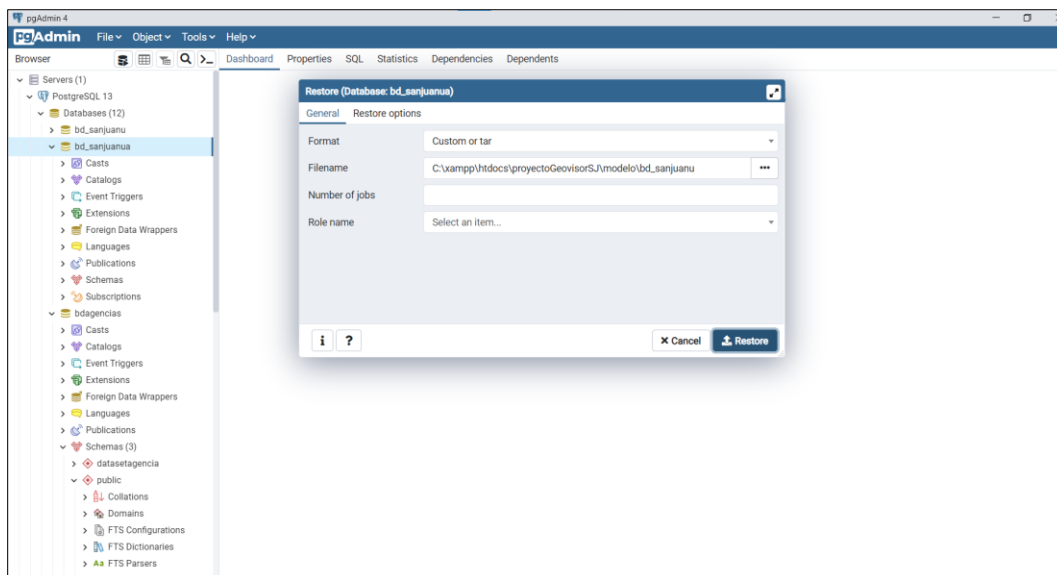 pgAdmin 4
pgAdmin File Object Tools Help
Browser
Dashboard Properties SQL Statistics Dependencies Dependents
Servers (1)
PostgreSQL 13
Databases (12)
bd_sanjuanu
bd_sanjuanua
Casts
Catalogs
Event Triggers
Extensions
Foreign Data Wrappers
Languages
Publications
Schemas
Subscriptions
bdagencias
Casts
Catalogs
Event Triggers
Extensions
Foreign Data Wrappers
Languages
Publications
Schemas (3)
datasetagencia
public
Collations
Domains
FTS Configurations
FTS Dictionaries
Aa FTS Parsers
Restore (Database: bd_sanjuanua)
General Restore options
Format Custom or tar
Filename C:\xampp\htdocs\proyectoGeovisorSJ\modelo\bd_sanjuanu
Number of jobs
Role name Select an item...
i ? Cancel Restore